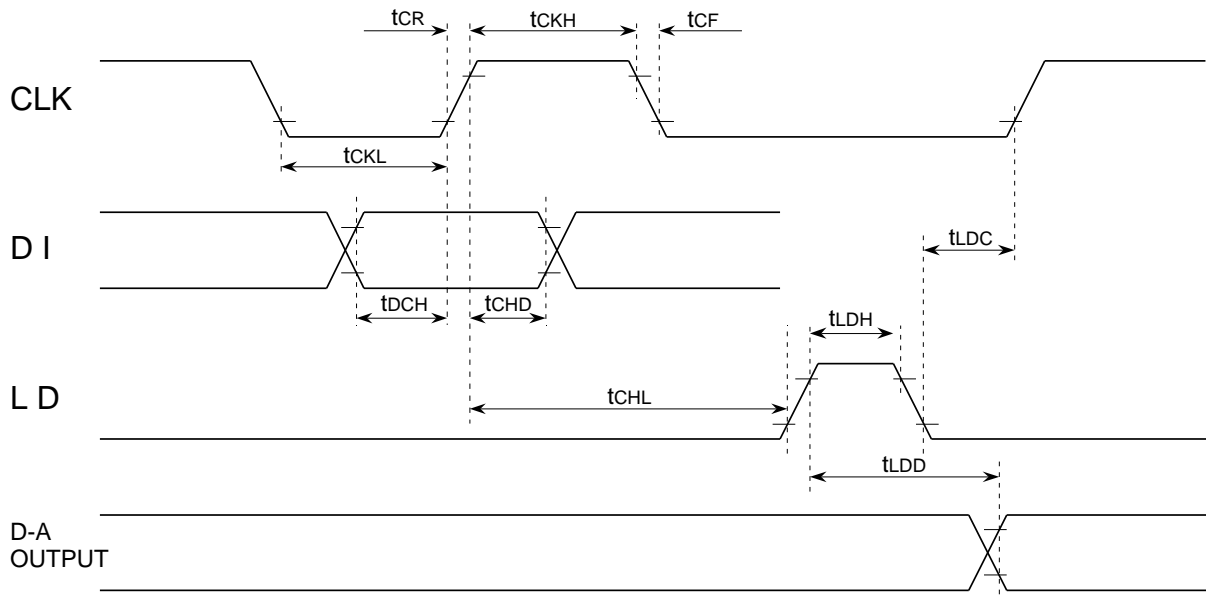 tCR
tCKH
tCF
CLK
tCKL
D I
tLDC
tDCH
tCHD
tLDH
L D
tCHL
tLDD
D-A
OUTPUT